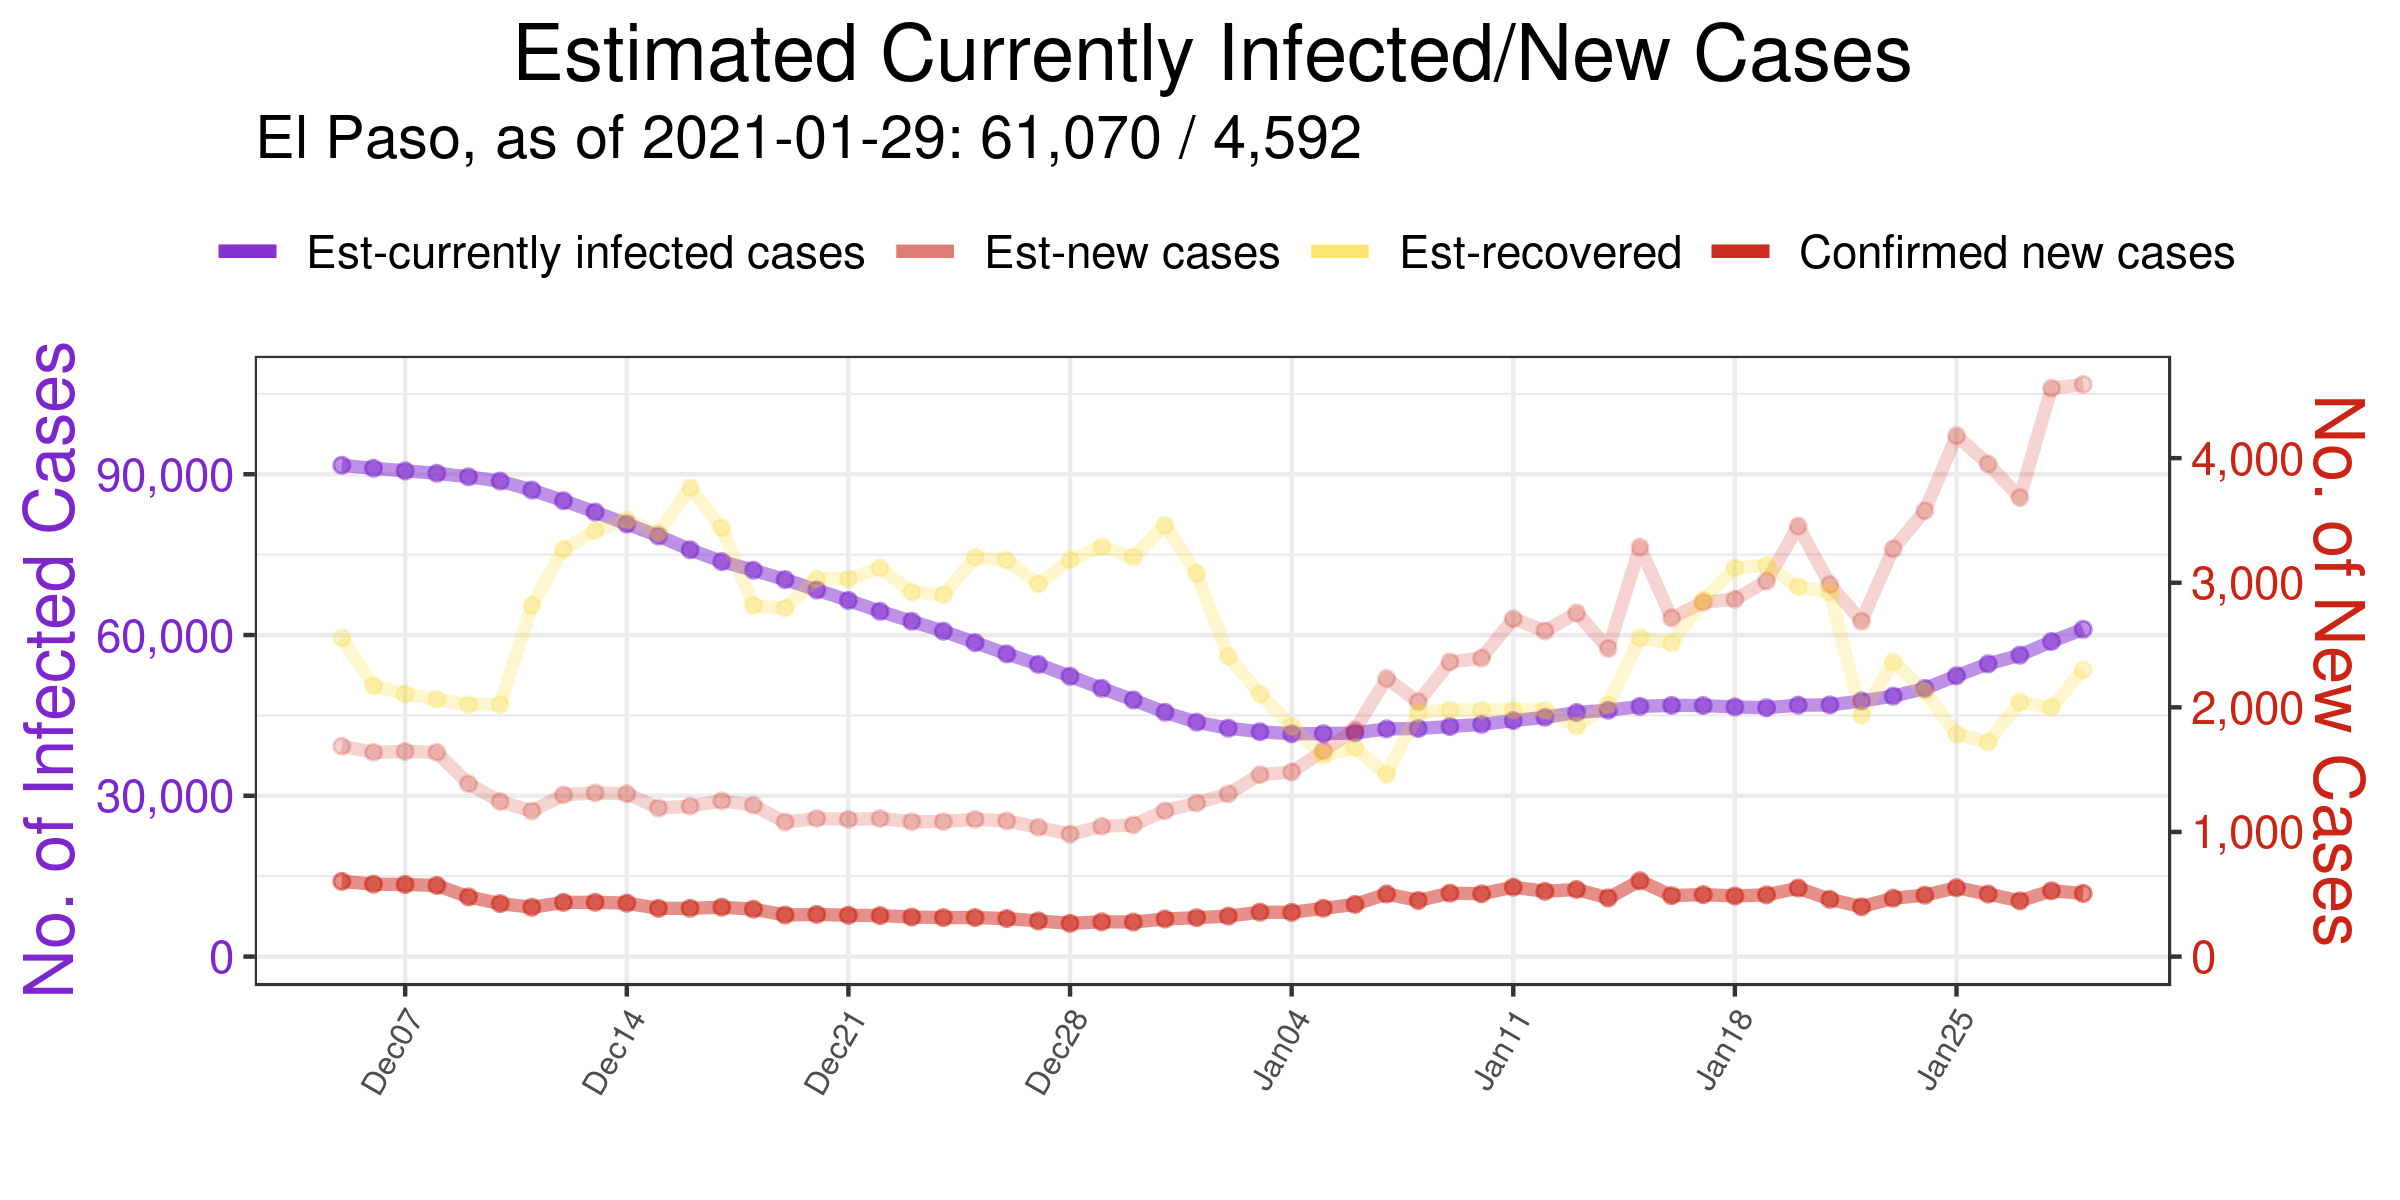 Estimated Currently Infected/New Cases
El Paso, as of 2021-01-29: 61,070 / 4,592
Est-currently infected cases Est-new cases Est-recovered Confirmed new cases
No. of Infected Cases
90,000
60,000
30,000
0
4,000
3,000
2,000
1,000
0
No. of New Cases
Dec07 Dec14 Dec21 Dec28 Jan04 Jan11 Jan18 Jan25